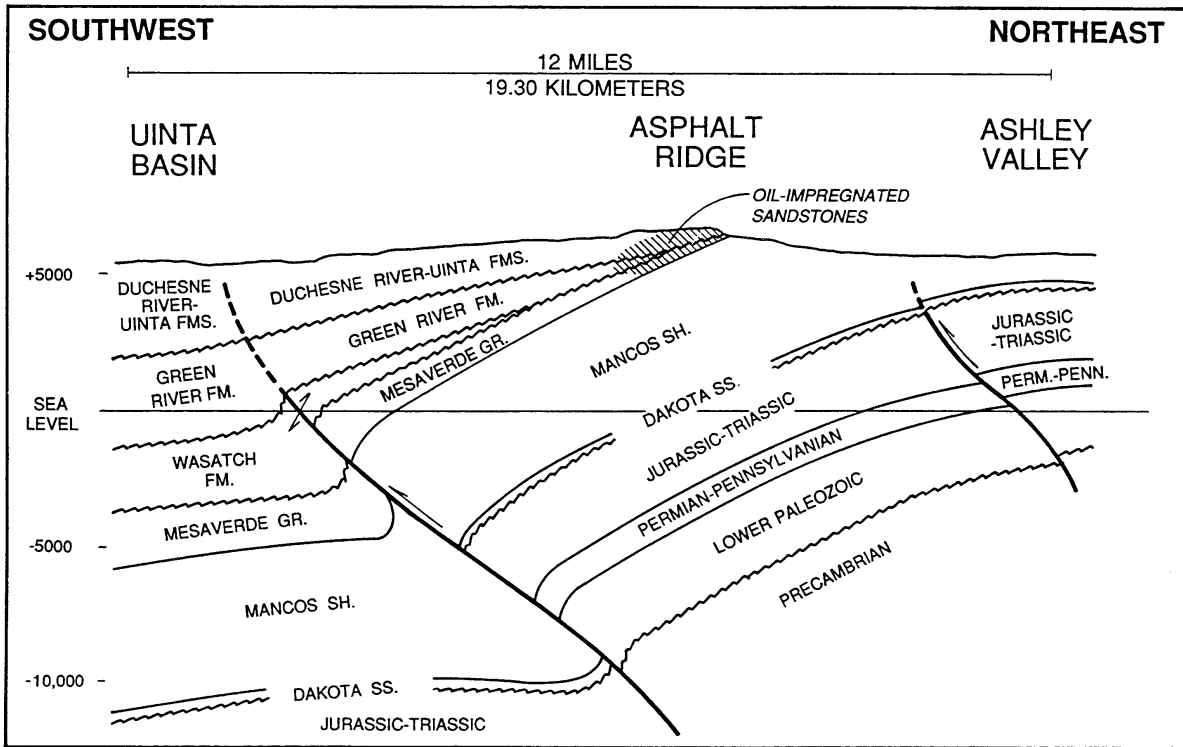 SOUTHWEST
NORTHEAST
12 MILES
19.30 KILOMETERS
UINTA
BASIN
ASPHALT
RIDGE
ASHLEY
VALLEY
OIL-IMPREGNATED
SANDSTONES
+5000
SEA
LEVEL
-5000
-10,000
DUCHESNE
RIVER-
UINTA FMS.
DUCHESNE RIVER-UINTA FMS.
GREEN
RIVER FM.
GREEN RIVER FM.
MESAVERDE GR.
MANCOS SH.
JURASSIC
-TRIASSIC
PERM.-PENN.
DAKOTA SS.
JURASSIC-TRIASSIC
WASATCH
FM.
MESAVERDE GR.
PERMIAN-PENNSYLVANIAN
LOWER PALEOZOIC
PRECAMBRIAN
MANCOS SH.
DAKOTA SS.
JURASSIC-TRIASSIC